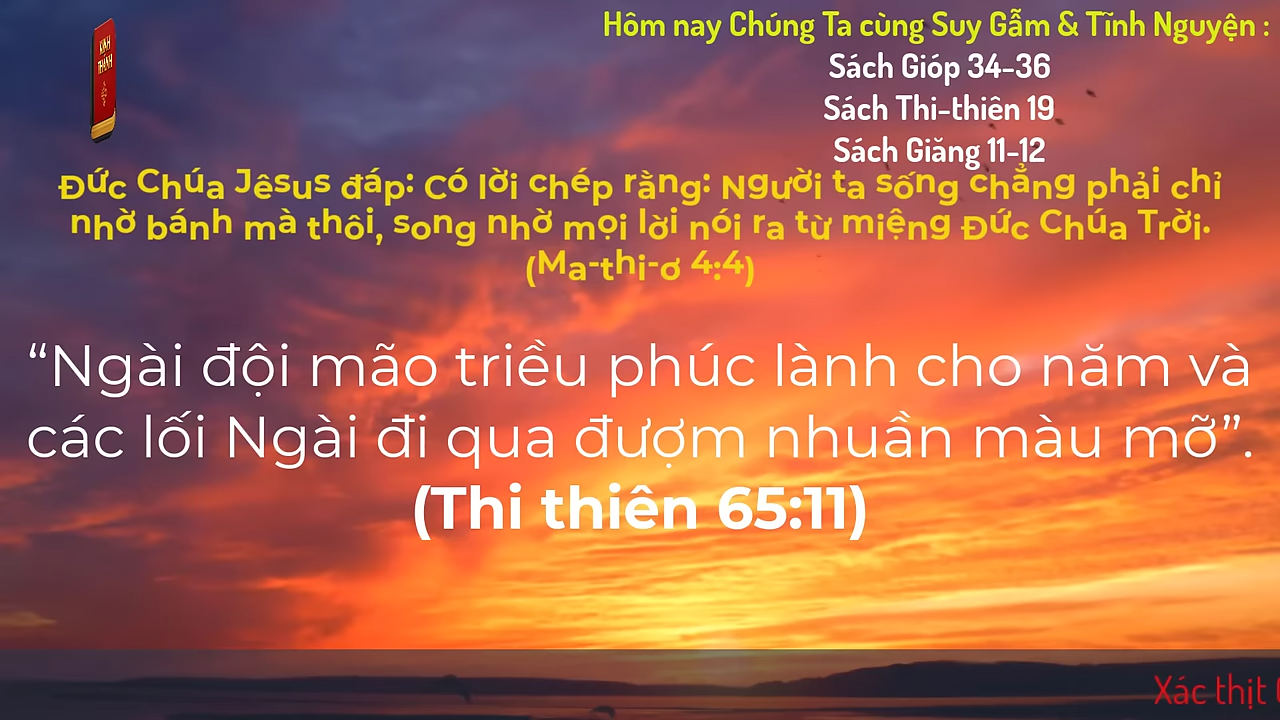 KINH
THÁNH
Hôm nay Chúng Ta cùng Suy Gẫm & Tĩnh Nguyện :
Sách Gióp 34-36
Sách Thi-thiên 19
Sách Giăng 11-12
Đức Chúa Jêsus đáp: Có lời chép rằng: Người ta sống chẳng phải chỉ
nhờ bánh mà thôi, song nhờ mọi lời nói ra từ miệng Đức Chúa Trời.
(Ma-thi-ơ 4:4)
“Ngài đội mão triều phúc lành cho năm và
các lối Ngài đi qua đượm nhuần màu mỡ”.
(Thi thiên 65:11)
Xác thịt